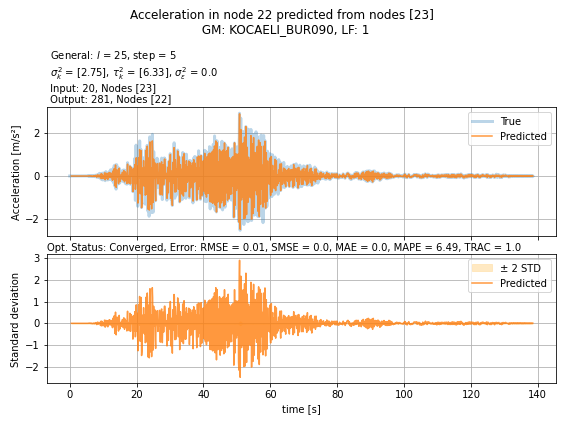 Acceleration in node 22 predicted from nodes [23]
GM: KOCAELI_BUR090, LF: 1
General: l = 25, step = 5
σ²ₖ = [2.75], τ²ₖ = [6.33], σ²ε = 0.0
Input: 20, Nodes [23]
Output: 281, Nodes [22]
True
Predicted
Acceleration [m/s²]
2
0
−2
Opt. Status: Converged, Error: RMSE = 0.01, SMSE = 0.0, MAE = 0.0, MAPE = 6.49, TRAC = 1.0
± 2 STD
Predicted
Standard deviation
3
2
1
0
−1
−2
0 20 40 60 80 100 120 140
time [s]